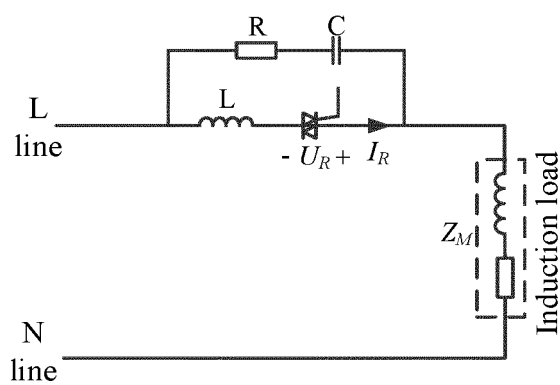 R
C
L
L
line
- U_R + I_R
Z_M
Induction load
N
line